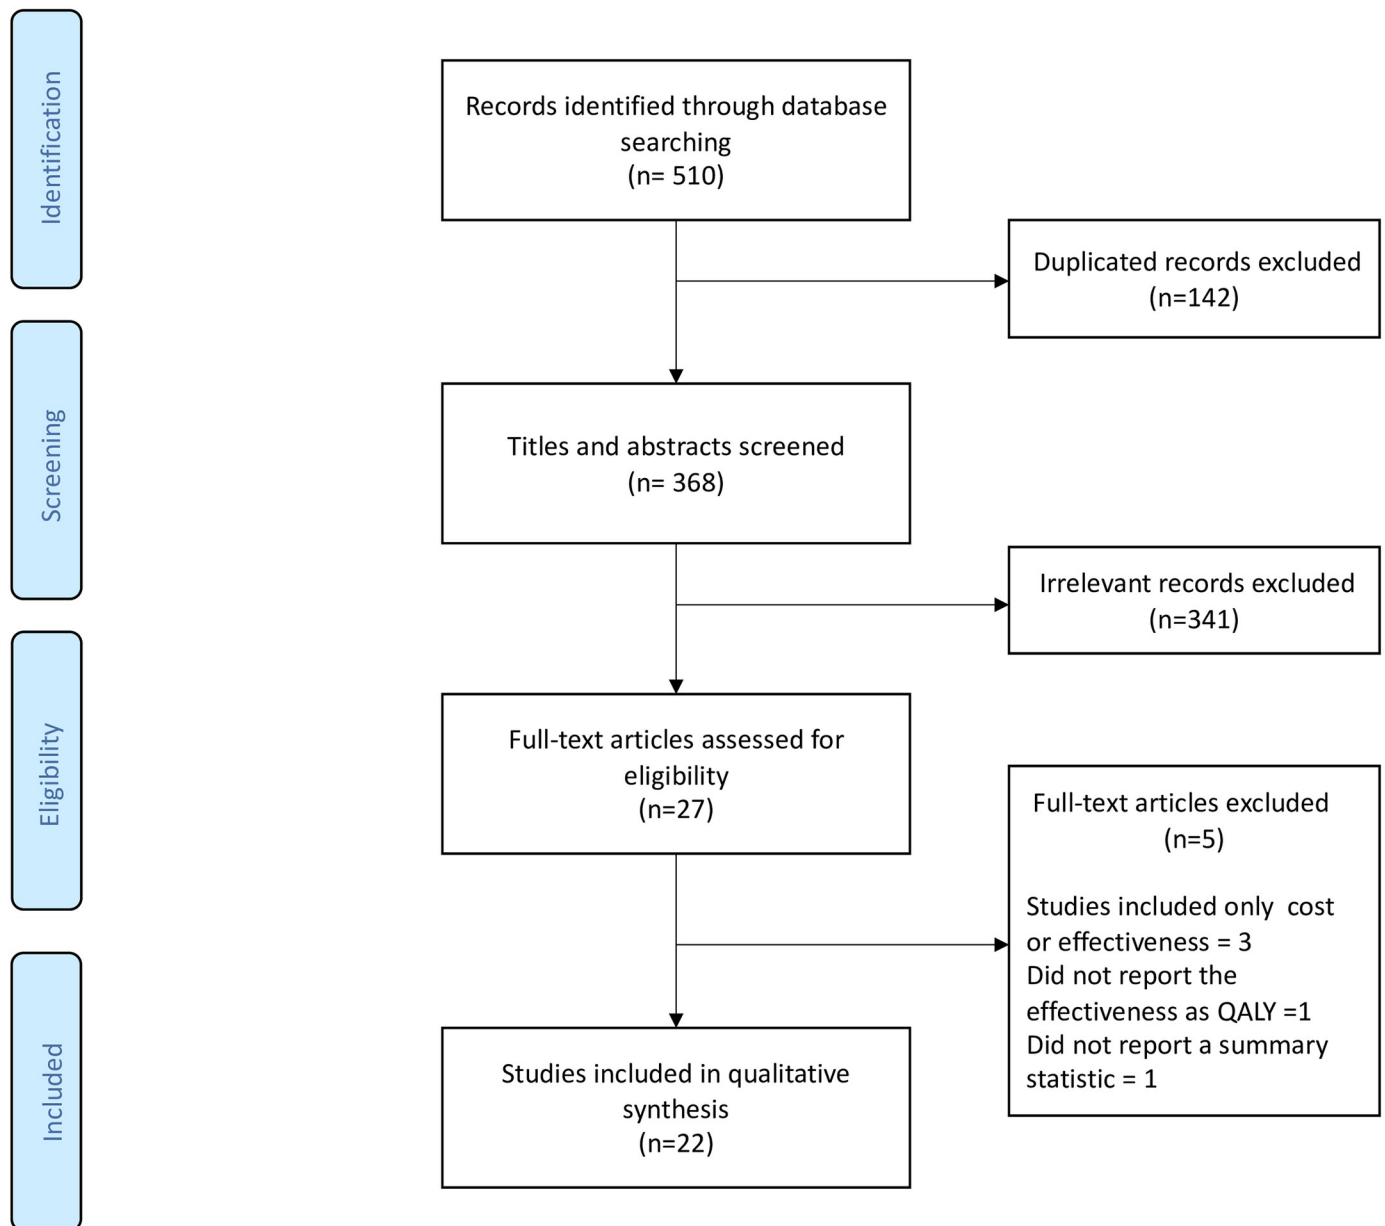 Identification
Records identified through database
searching
(n= 510)
Duplicated records excluded
(n=142)
Screening
Titles and abstracts screened
(n= 368)
Irrelevant records excluded
(n=341)
Eligibility
Full-text articles assessed for
eligibility
(n=27)
Full-text articles excluded
(n=5)
Studies included only  cost
or effectiveness = 3
Did not report the
effectiveness as QALY =1
Did not report a summary
statistic = 1
Included
Studies included in qualitative
synthesis
(n=22)